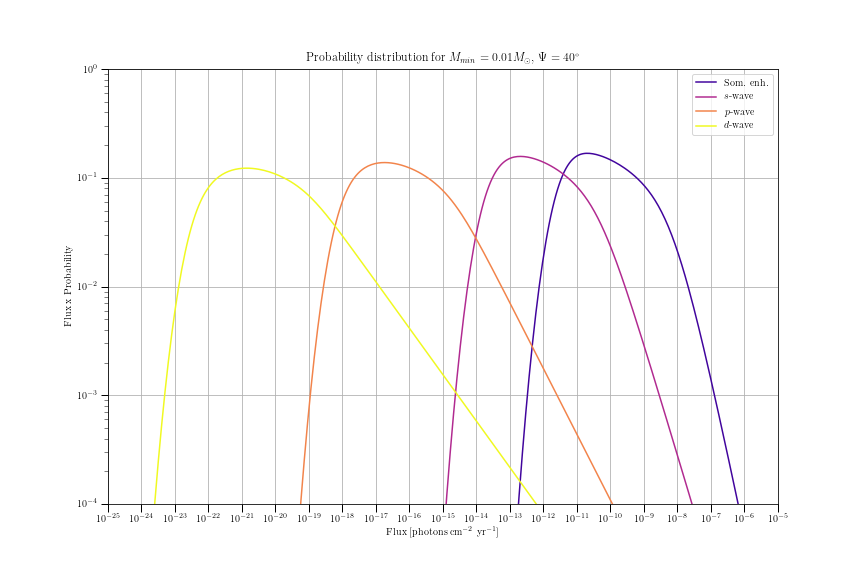 Probability distribution for $M_{min} = 0.01M_{\odot}$, $\Psi = 40^{\circ}$
10⁰
10⁻¹
10⁻²
10⁻³
10⁻⁴
Flux x Probability
Som. enh.
s-wave
p-wave
d-wave
10⁻²⁵ 10⁻²⁴ 10⁻²³ 10⁻²² 10⁻²¹ 10⁻²⁰ 10⁻¹⁹ 10⁻¹⁸ 10⁻¹⁷ 10⁻¹⁶ 10⁻¹⁵ 10⁻¹⁴ 10⁻¹³ 10⁻¹² 10⁻¹¹ 10⁻¹⁰ 10⁻⁹ 10⁻⁸ 10⁻⁷ 10⁻⁶ 10⁻⁵
Flux [photons cm⁻² yr⁻¹]